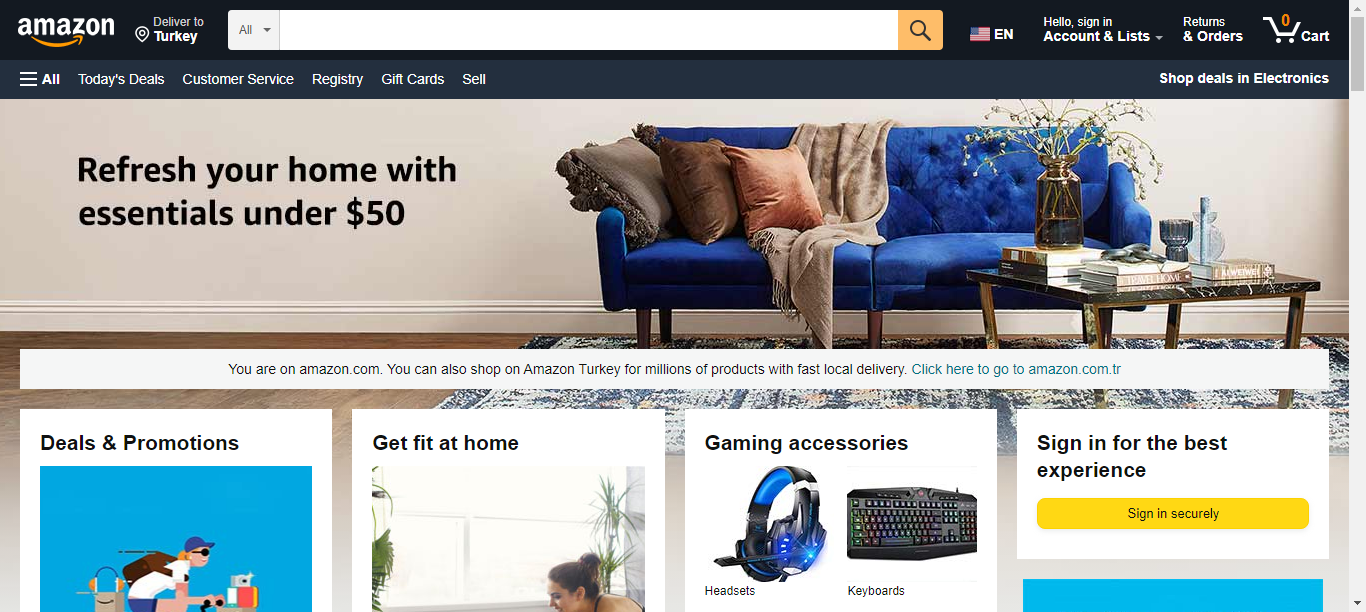 amazon
Deliver to
Turkey
All
EN
Hello, sign in
Account & Lists
Returns
& Orders
0
Cart
All
Today's Deals
Customer Service
Registry
Gift Cards
Sell
Shop deals in Electronics
Refresh your home with
essentials under $50
You are on amazon.com. You can also shop on Amazon Turkey for millions of products with fast local delivery. Click here to go to amazon.com.tr
Deals & Promotions
Get fit at home
Gaming accessories
Headsets
Keyboards
Sign in for the best
experience
Sign in securely